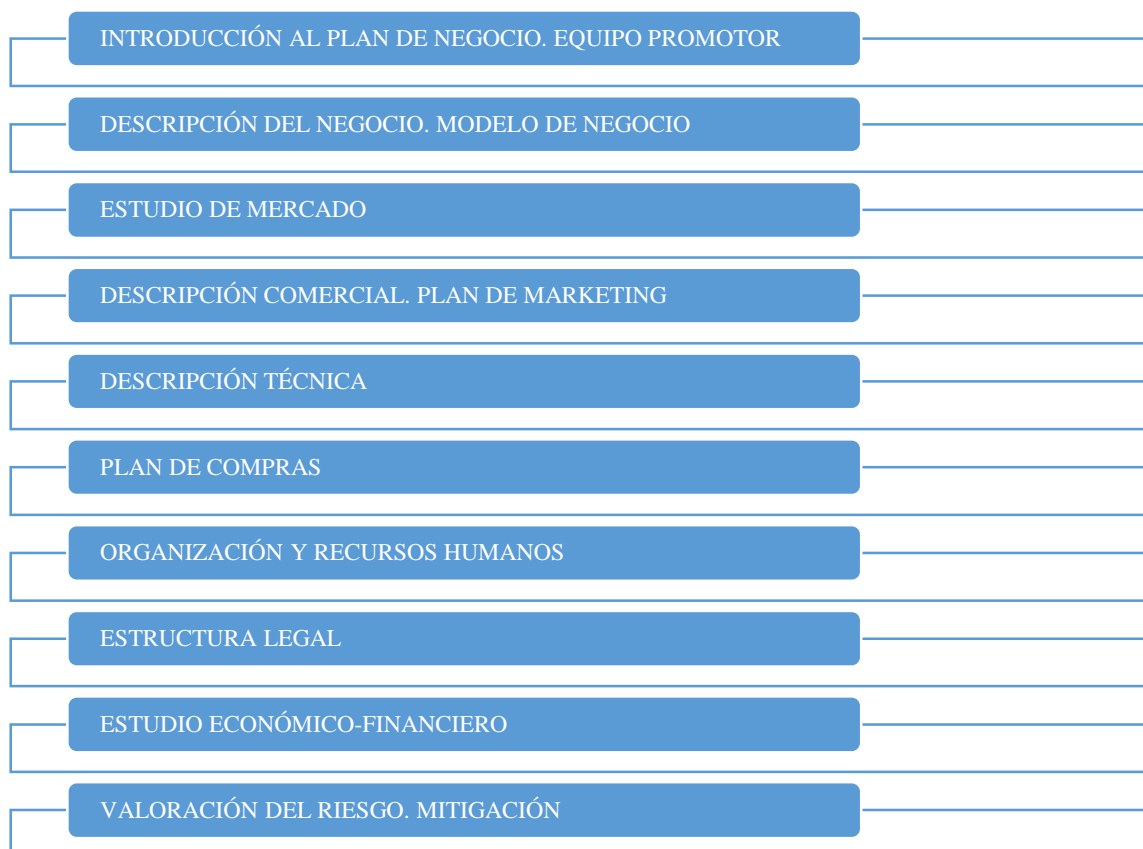 INTRODUCCIÓN AL PLAN DE NEGOCIO. EQUIPO PROMOTOR
DESCRIPCIÓN DEL NEGOCIO. MODELO DE NEGOCIO
ESTUDIO DE MERCADO
DESCRIPCIÓN COMERCIAL. PLAN DE MARKETING
DESCRIPCIÓN TÉCNICA
PLAN DE COMPRAS
ORGANIZACIÓN Y RECURSOS HUMANOS
ESTRUCTURA LEGAL
ESTUDIO ECONÓMICO-FINANCIERO
VALORACIÓN DEL RIESGO. MITIGACIÓN